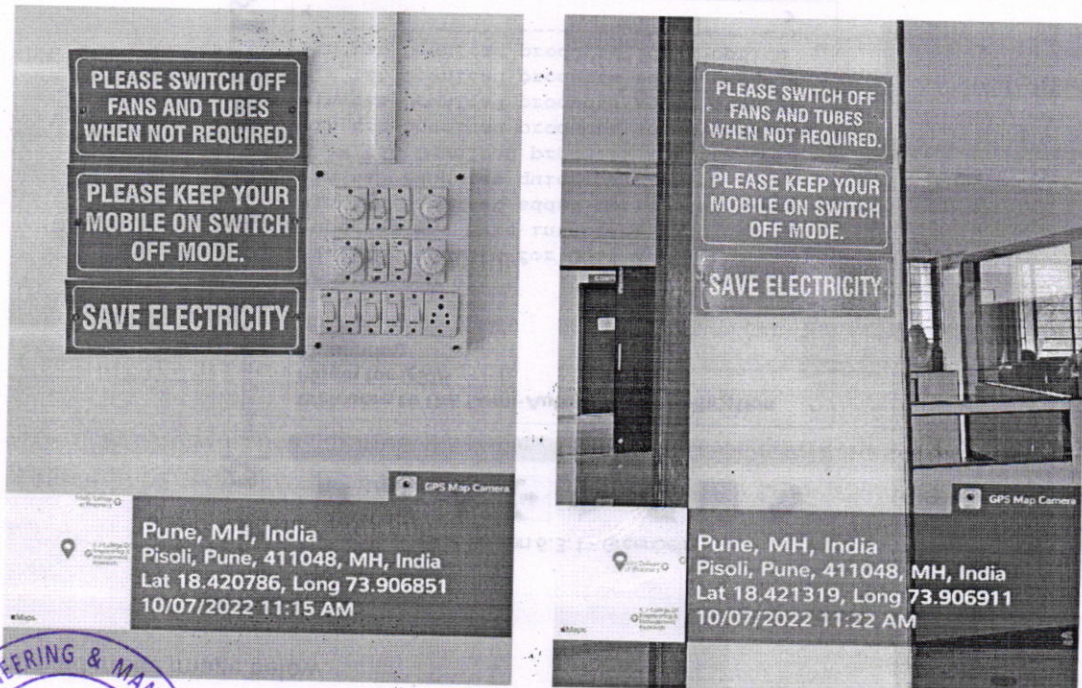 PLEASE SWITCH OFF
FANS AND TUBES
WHEN NOT REQUIRED.
PLEASE KEEP YOUR
MOBILE ON SWITCH
OFF MODE.
SAVE ELECTRICITY
GPS Map Camera
Pune, MH, India
Pisoli, Pune, 411048, MH, India
Lat 18.420786, Long 73.906851
10/07/2022 11:15 AM
Maps
PLEASE SWITCH OFF
FANS AND TUBES
WHEN NOT REQUIRED.
PLEASE KEEP YOUR
MOBILE ON SWITCH
OFF MODE.
SAVE ELECTRICITY
GPS Map Camera
Pune, MH, India
Pisoli, Pune, 411048, MH, India
Lat 18.421319, Long 73.906911
10/07/2022 11:22 AM
Maps
EERING & MAN